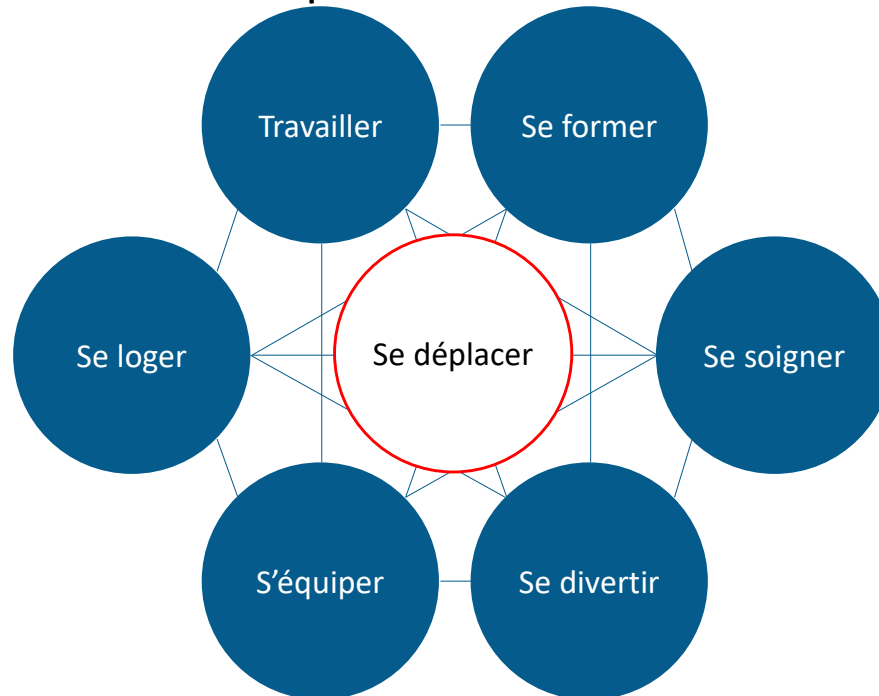 Travailler
Se former
Se loger
Se déplacer
Se soigner
S’équiper
Se divertir